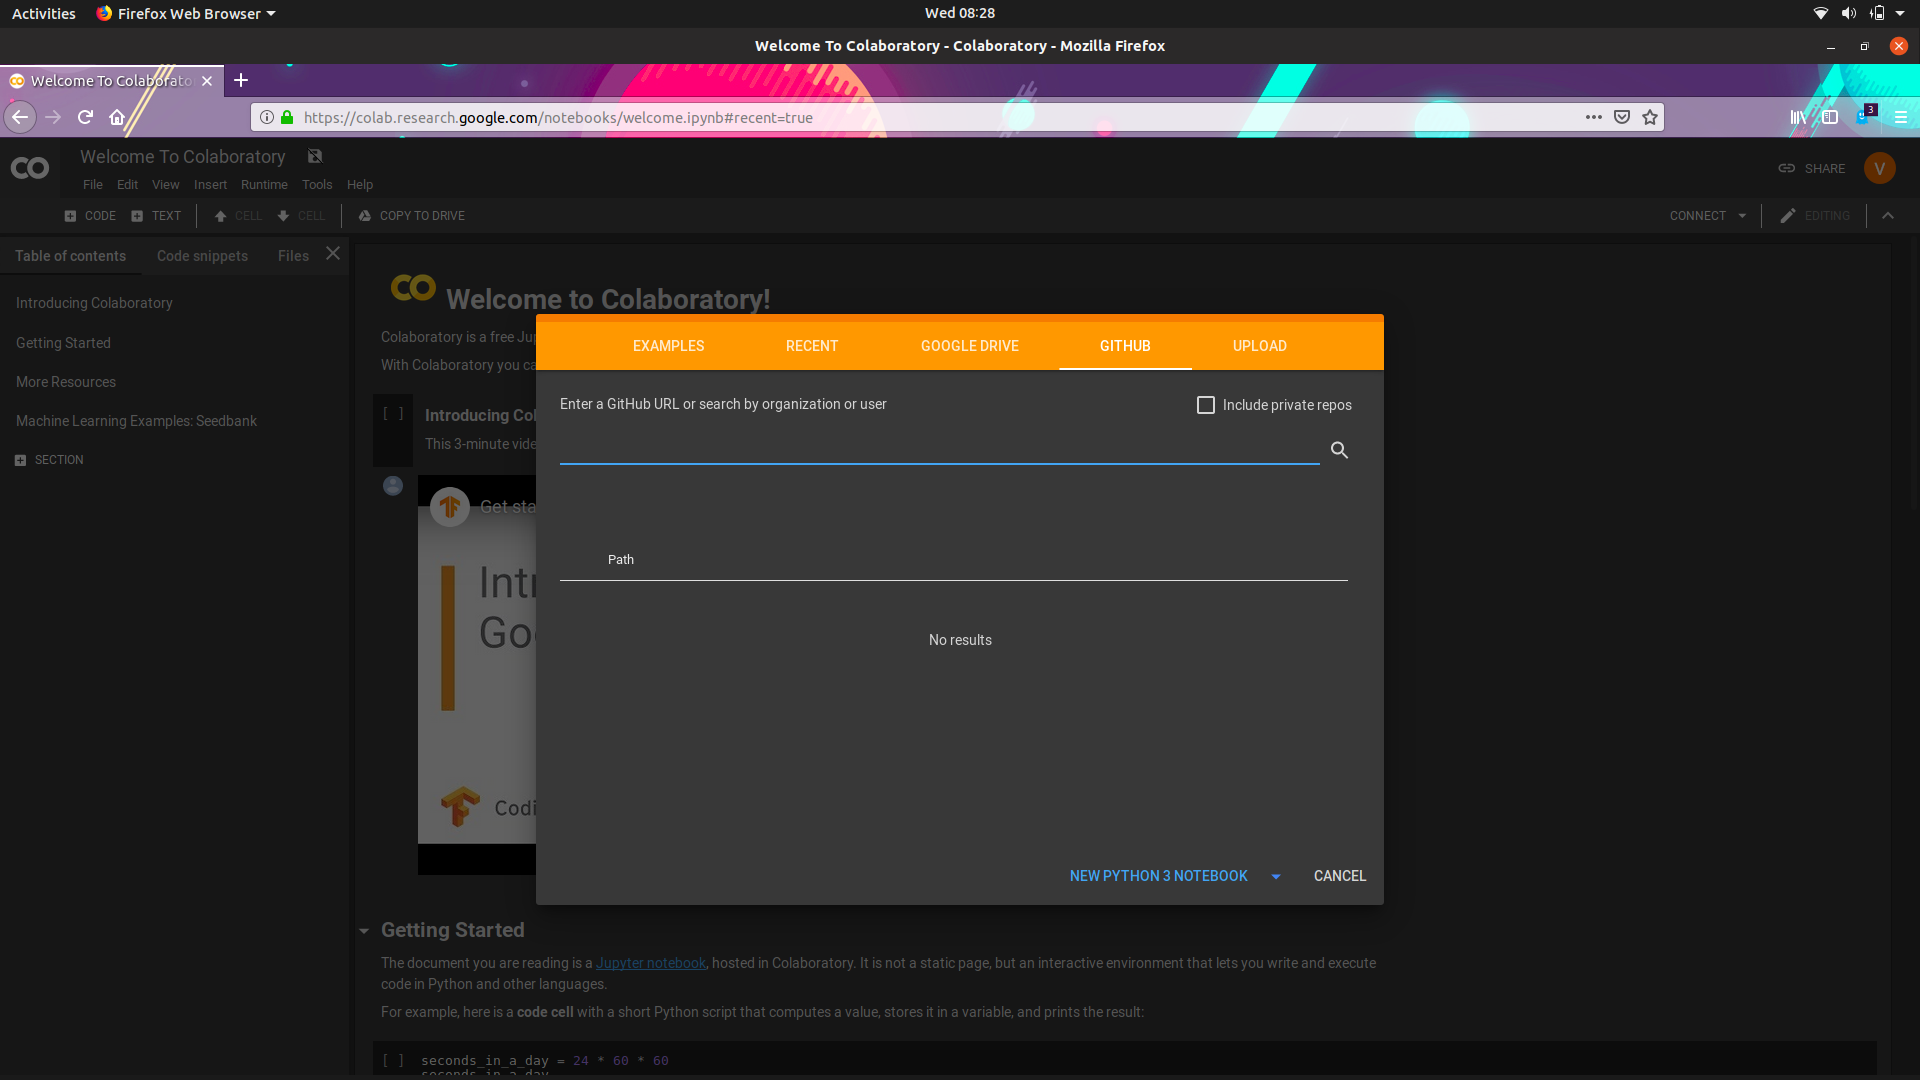 Activities Firefox Web Browser Wed 08:28
Welcome To Colaboratory - Colaboratory - Mozilla Firefox
Welcome To Colaborato
https://colab.research.google.com/notebooks/welcome.ipynb#recent=true 3
CO Welcome To Colaboratory SHARE V
File Edit View Insert Runtime Tools Help
CODE TEXT CELL CELL COPY TO DRIVE CONNECT EDITING
Table of contents Code snippets Files
Introducing Colaboratory
Getting Started
More Resources
Machine Learning Examples: Seedbank
SECTION
CO Welcome to Colaboratory!
Colaboratory is a free Ju
With Colaboratory you ca
[ ] Introducing Co
This 3-minute vide
Get sta
Int
Goo
Codi
EXAMPLES RECENT GOOGLE DRIVE GITHUB UPLOAD
Enter a GitHub URL or search by organization or user Include private repos
Path
No results
NEW PYTHON 3 NOTEBOOK CANCEL
Getting Started
The document you are reading is a Jupyter notebook, hosted in Colaboratory. It is not a static page, but an interactive environment that lets you write and execute
code in Python and other languages.
For example, here is a code cell with a short Python script that computes a value, stores it in a variable, and prints the result:
[ ] seconds_in_a_day = 24 * 60 * 60
seconds_in_a_day